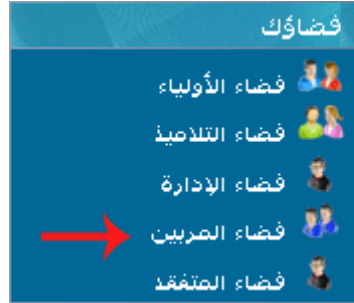 فضاؤك
فضاء الأولياء
فضاء التلاميذ
فضاء الإدارة
فضاء المربين
فضاء المتفقد